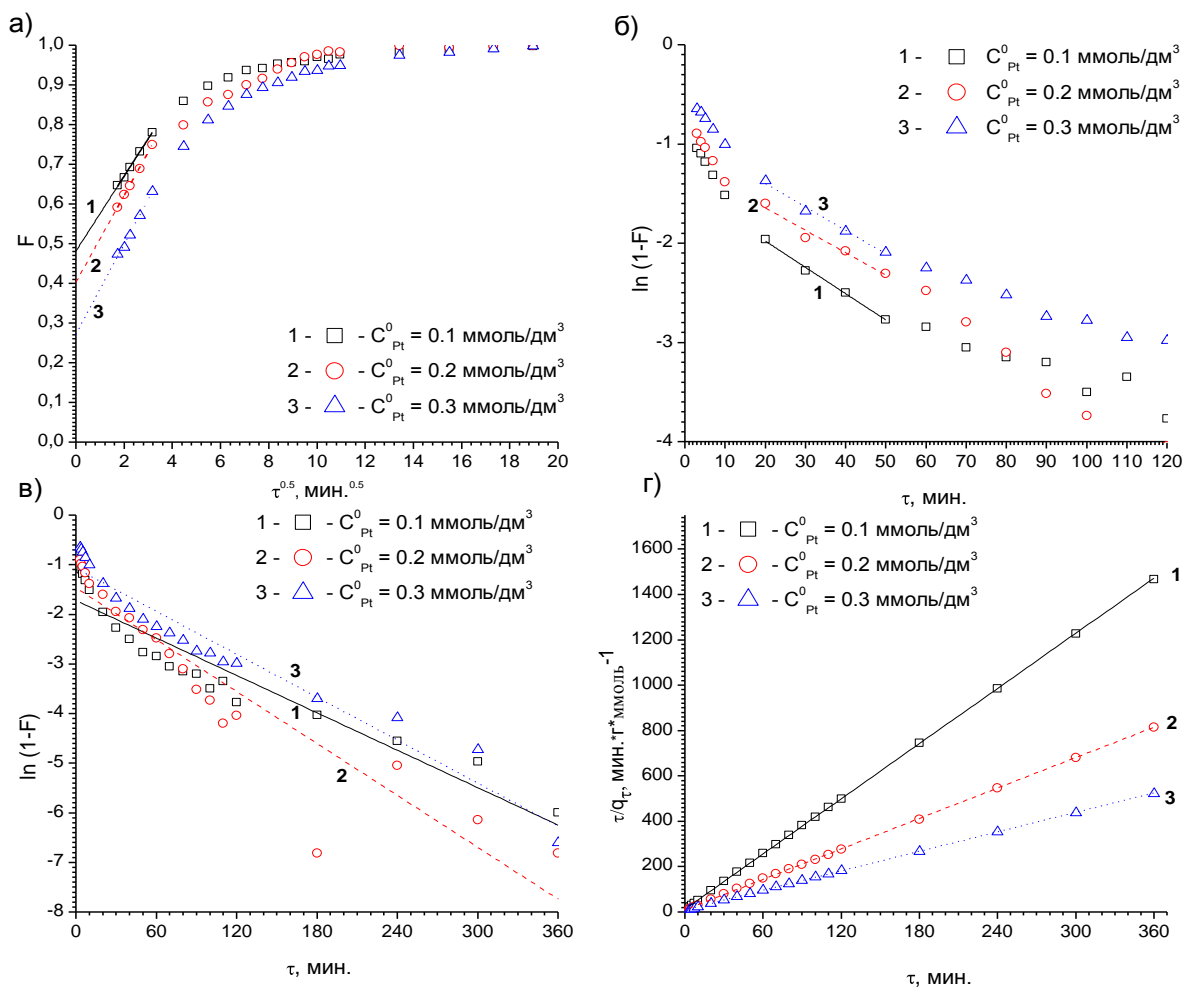 а)
F
1,0
0,9
0,8
0,7
0,6
0,5
0,4
0,3
0,2
0,1
0,0
1
2
3
1 - □ - C⁰Pt = 0.1 ммоль/дм³
2 - ○ - C⁰Pt = 0.2 ммоль/дм³
3 - △ - C⁰Pt = 0.3 ммоль/дм³
0 2 4 6 8 10 12 14 16 18 20
τ^0.5, мин.^0.5
б)
ln (1-F)
0
-1
-2
-3
-4
1 - □ C⁰Pt = 0.1 ммоль/дм³
2 - ○ C⁰Pt = 0.2 ммоль/дм³
3 - △ C⁰Pt = 0.3 ммоль/дм³
2
3
1
0 10 20 30 40 50 60 70 80 90 100 110 120
τ, мин.
в)
ln (1-F)
0
-1
-2
-3
-4
-5
-6
-7
-8
1 - □ - C⁰Pt = 0.1 ммоль/дм³
2 - ○ - C⁰Pt = 0.2 ммоль/дм³
3 - △ - C⁰Pt = 0.3 ммоль/дм³
3
1
2
0 60 120 180 240 300 360
τ, мин.
г)
τ/qτ, мин.*г*ммоль⁻¹
1600
1400
1200
1000
800
600
400
200
0
1 - □ - C⁰Pt = 0.1 ммоль/дм³
2 - ○ - C⁰Pt = 0.2 ммоль/дм³
3 - △ - C⁰Pt = 0.3 ммоль/дм³
1
2
3
0 30 60 90 120 150 180 210 240 270 300 330 360
τ, мин.